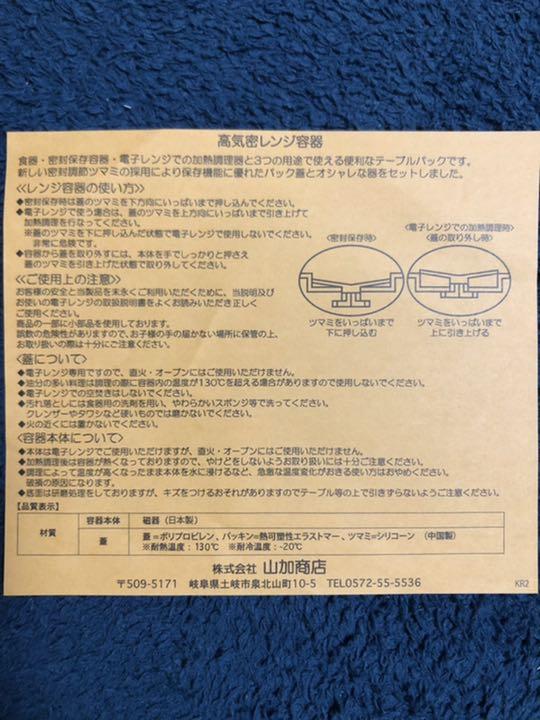 高気密レンジ容器
食器・密封保存容器・電子レンジでの加熱調理器と3つの用途で使える便利なテーブルパックです。
新しい密封調節ツマミの採用により保存機能に優れたパック蓋とオシャレな器をセットしました。
≪レンジ容器の使い方≫
●密封保存時は蓋のツマミを下方向にいっぱいまで押し込んでください。
●電子レンジで使う場合は、蓋のツマミを上方向にいっぱいまで引き上げて
加熱調理を行なってください。
※蓋のツマミを下に押し込んだ状態で電子レンジで使用しないでください。
非常に危険です。
●容器から蓋を取り外すには、本体を手でしっかりと押さえ
蓋のツマミを引き上げた状態で取り外してください。
<密封保存時>
ツマミをいっぱいまで
下に押し込む
<電子レンジでの加熱調理時>
<蓋の取り外し時>
ツマミをいっぱいまで
上に引き上げる
≪ご使用上の注意≫
お客様の安全と当製品を末永くご利用いただくために、当説明及び
お使いの電子レンジの取扱説明書をよくお読みいただき正しく
ご使用ください。
商品の一部に小部品を使用しております。
誤飲の危険性がありますので、お子様の手の届かない場所に保管の上、
お取り扱いの際は十分にご注意ください。
<蓋について>
●電子レンジ専用ですので、直火・オーブンにはご使用いただけません。
●油分の多い料理は調理の際に容器内の温度が130℃を超える場合がありますので使用しないでください。
●電子レンジでの空焚きはしないでください。
●汚れ落としには食器用の洗剤を用い、やわらかいスポンジ等で洗ってください。
クレンザーやタワシなど硬いものでは磨かないでください。
●火の近くには置かないでください。
<容器本体について>
●本体は電子レンジでご使用いただけますが、直火・オーブンにはご使用いただけません。
●加熱調理後は容器が熱くなっておりますので、やけどをしないようお取り扱いには十分ご注意ください。
●調理によって温度が高くなったまま本体を水に浸けるなど、急激な温度変化がおきる使い方はおやめください。
破損の原因になります。
●底面は研磨処理をしておりますが、キズをつけるおそれがありますのでテーブル等の上で引きずらないようご注意ください。
【品質表示】
材質
容器本体 磁器（日本製）
蓋 蓋＝ポリプロピレン、パッキン＝熱可塑性エラストマー、ツマミ＝シリコーン （中国製）
※耐熱温度：130℃ ※耐冷温度：-20℃
株式会社 山加商店
〒509-5171 岐阜県土岐市泉北山町10-5 TEL0572-55-5536
KR2